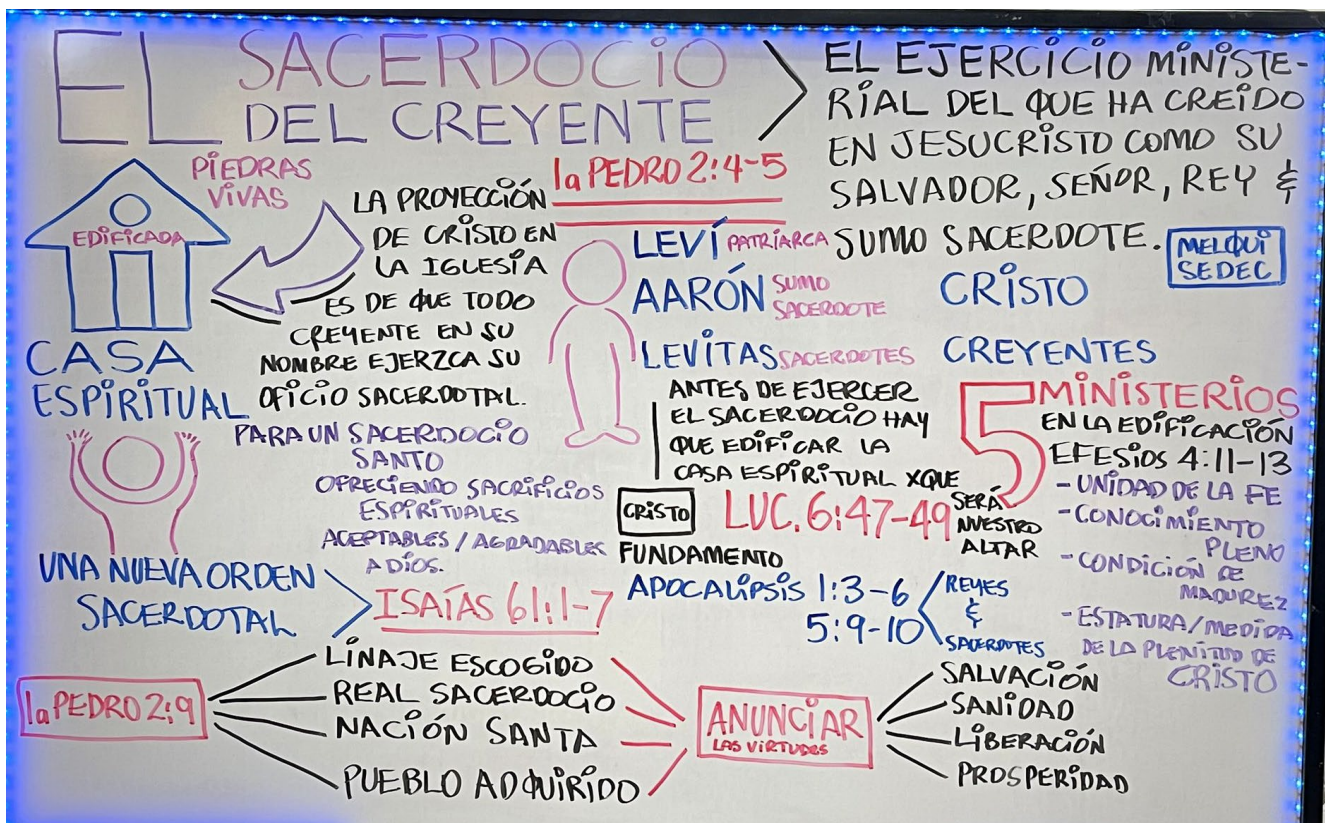 EL SACERDOCIO
DEL CREYENTE
EL EJERCICIO MINISTE-
RIAL DEL QUE HA CREIDO
EN JESUCRISTO COMO SU
SALVADOR, SEÑOR, REY &
SUMO SACERDOTE.
MELQUI
SEDEC
PIEDRAS
VIVAS
EDIFICADA
CASA
ESPIRITUAL
1a PEDRO 2:4-5
LA PROYECCIÓN
DE CRISTO EN
LA IGLESÍA
ES DE QUE TODO
CREYENTE EN SU
NOMBRE EJERZCA SU
OFICIO SACERDOTAL.
LEVÍ PATRÍARCA
AARÓN SUMO
SACERDOTE
CRISTO
LEVITAS SACERDOTES
CREYENTES
PARA UN SACERDOCIO
SANTO
OFRECIENDO SACRIFICIOS
ESPIRITUALES
ACEPTABLES / AGRADABLES
A DÍOS.
ANTES DE EJERCER
EL SACERDOCIO HAY
QUE EDIFICAR LA
CASA ESPIRITUAL XQUE
SERÁ
NUESTRO
ALTAR
CRISTO
FUNDAMENTO
LUC. 6:47-49
5 MINISTERIOS
EN LA EDIFICACIÓN
EFESIOS 4:11-13
- UNIDAD DE LA FE
- CONOCIMIENTO
PLENO
- CONDICIÓN DE
MADUREZ
- ESTATURA/MEDIDA
DE LA PLENITUD DE
CRISTO
UNA NUEVA ORDEN
SACERDOTAL
ISAÍAS 61:1-7
APOCALIPSIS 1:3-6
5:9-10
REYES
&
SACERDOTES
1a PEDRO 2:9
LINAJE ESCOGIDO
REAL SACERDOCIO
NACIÓN SANTA
PUEBLO ADQUIRIDO
ANUNCIAR
LAS VIRTUDES
SALVACIÓN
SANIDAD
LIBERACIÓN
PROSPERIDAD